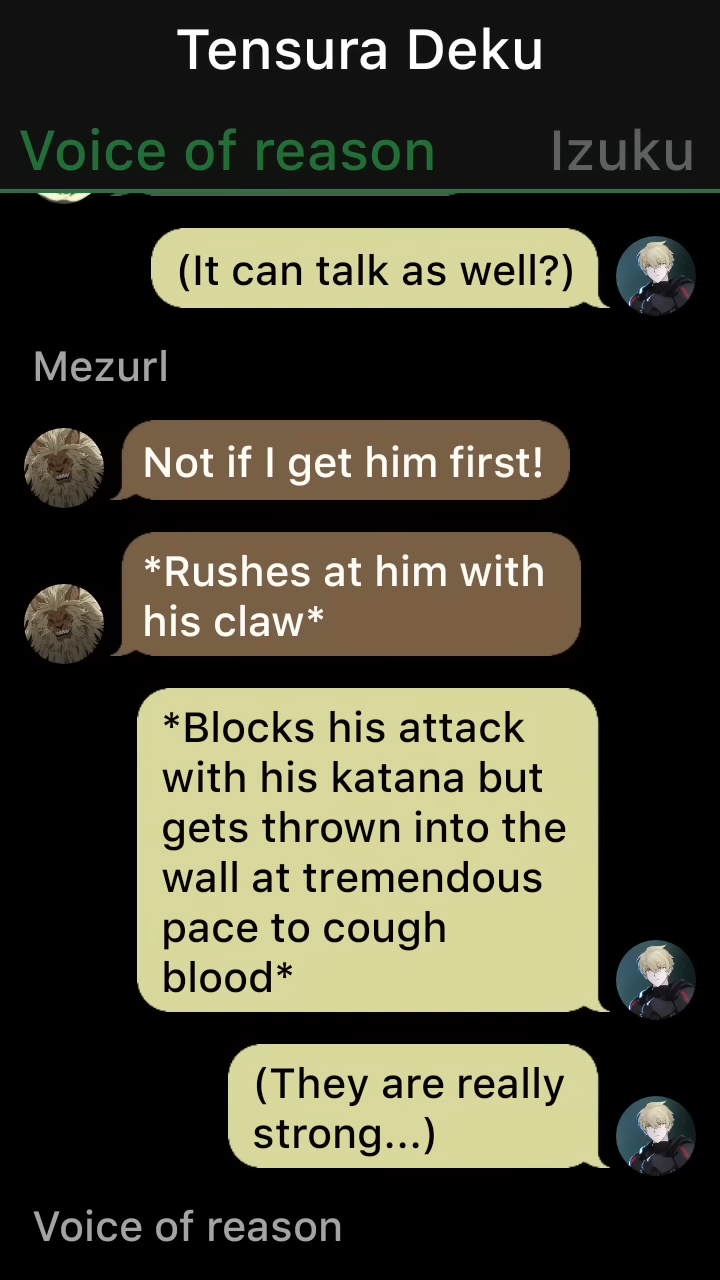 Tensura Deku
Voice of reason
Izuku
(It can talk as well?)
Mezurl
Not if I get him first!
*Rushes at him with
his claw*
*Blocks his attack
with his katana but
gets thrown into the
wall at tremendous
pace to cough
blood*
(They are really
strong...)
Voice of reason